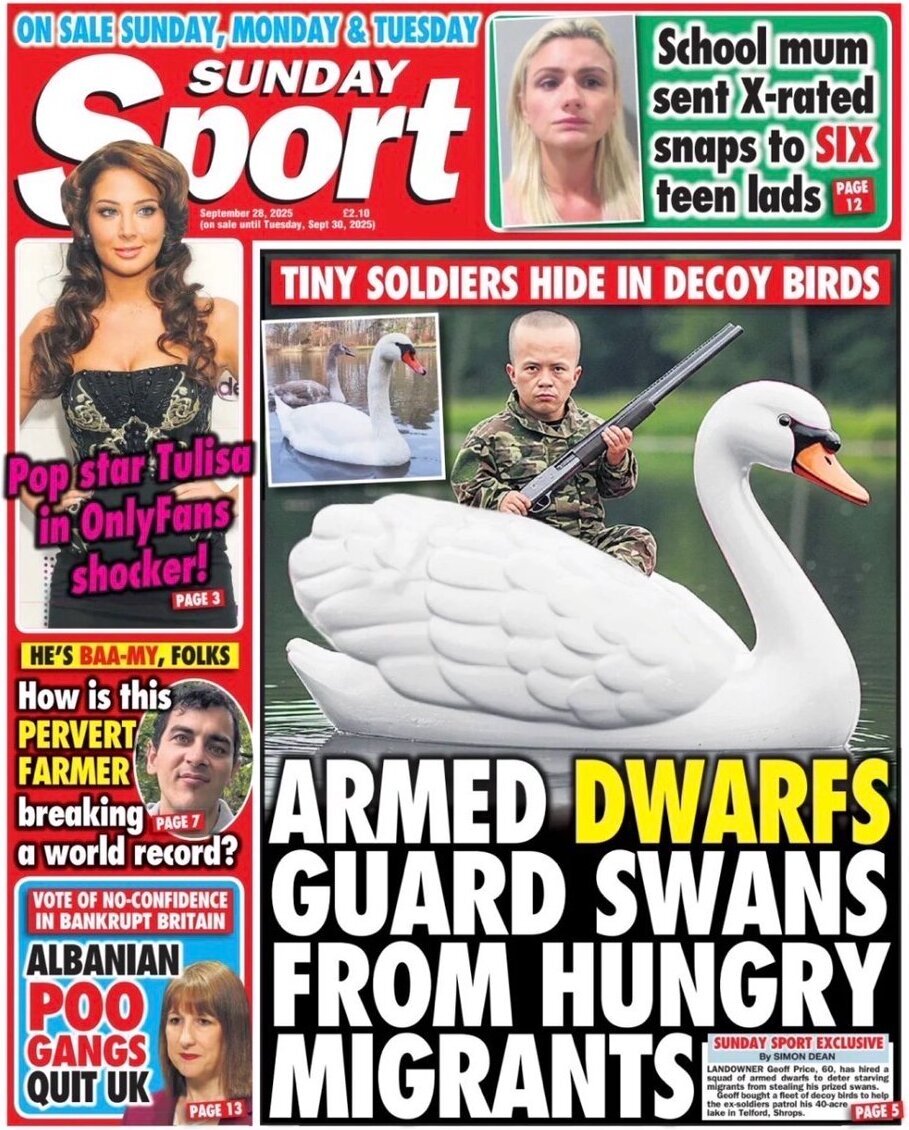 ON SALE SUNDAY, MONDAY & TUESDAY
SUNDAY
Sport
September 28, 2025 £2.10
(on sale until Tuesday, Sept 30, 2025)
School mum
sent X-rated
snaps to SIX
teen lads
PAGE
12
Pop star Tulisa
in OnlyFans
shocker!
PAGE 3
HE'S BAA-MY, FOLKS
How is this
PERVERT
FARMER
breaking
a world record?
PAGE 7
VOTE OF NO-CONFIDENCE
IN BANKRUPT BRITAIN
ALBANIAN
POO
GANGS
QUIT UK
PAGE 13
TINY SOLDIERS HIDE IN DECOY BIRDS
ARMED DWARFS
GUARD SWANS
FROM HUNGRY
MIGRANTS
SUNDAY SPORT EXCLUSIVE
By SIMON DEAN
LANDOWNER Geoff Price, 60, has hired a
squad of armed dwarfs to deter starving
migrants from stealing his prized swans.
Geoff bought a fleet of decoy birds to help
the ex-soldiers patrol his 40-acre
lake in Telford, Shrops.
PAGE 5